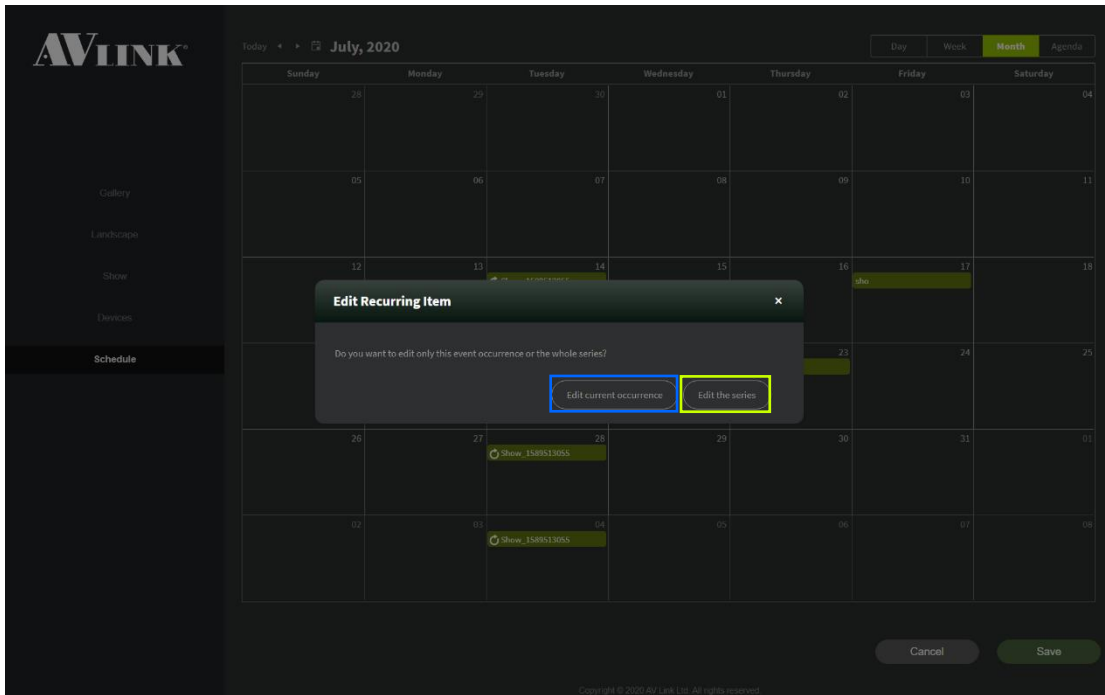 AVLINK®
Today July, 2020 Day Week Month Agenda
Sunday Monday Tuesday Wednesday Thursday Friday Saturday
28 29 30 01 02 03 04
05 06 07 08 09 10 11
Gallery
Landscape
Show
Devices
Schedule
12 13 14 15 16 17 18
sho
Edit Recurring Item
Do you want to edit only this event occurrence or the whole series?
Edit current occurrence Edit the series
23 24 25
26 27 28 29 30 31 01
Show_1589513055
02 03 04 05 06 07 08
Show_1589513055
Cancel Save
Copyright © 2020 AV Link Ltd. All rights reserved.